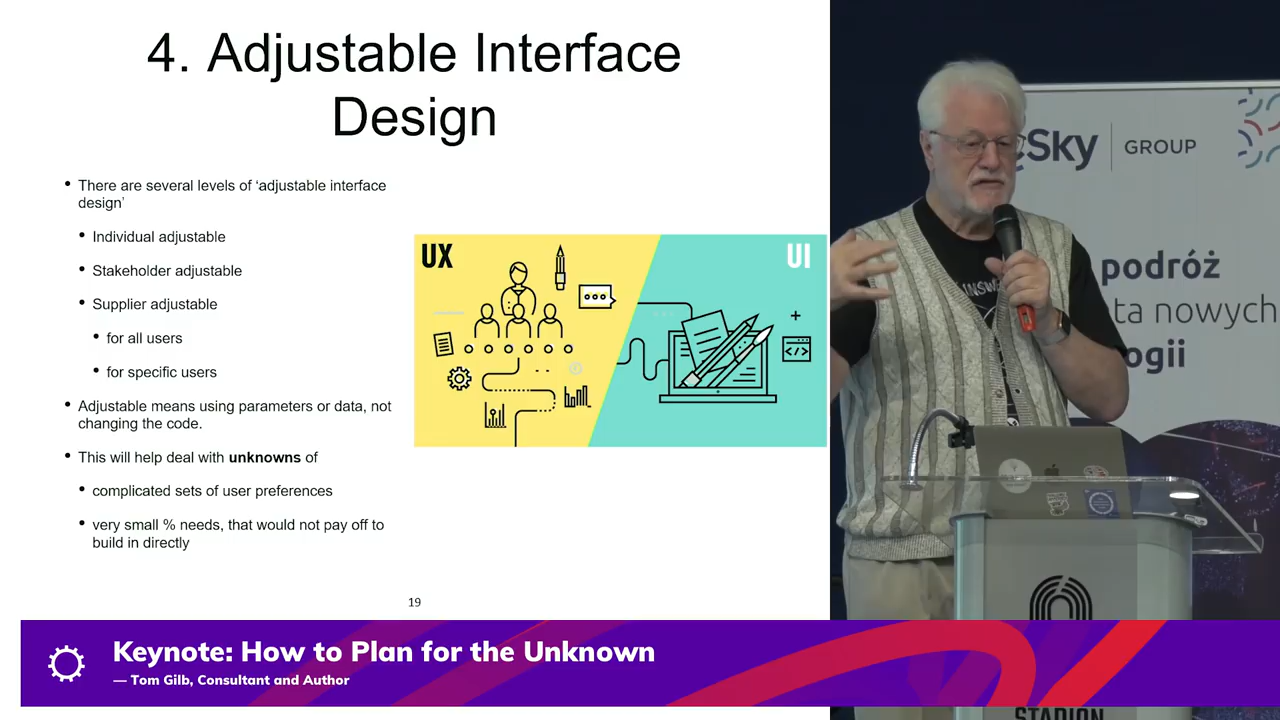 4. Adjustable Interface
Design
• There are several levels of ‘adjustable interface
design’
• Individual adjustable
• Stakeholder adjustable
• Supplier adjustable
• for all users
• for specific users
• Adjustable means using parameters or data, not
changing the code.
• This will help deal with unknowns of
• complicated sets of user preferences
• very small % needs, that would not pay off to
build in directly
UX
UI
</>
19
eSky GROUP
podróż
ta nowych
ogii
Keynote: How to Plan for the Unknown
— Tom Gilb, Consultant and Author
STADION